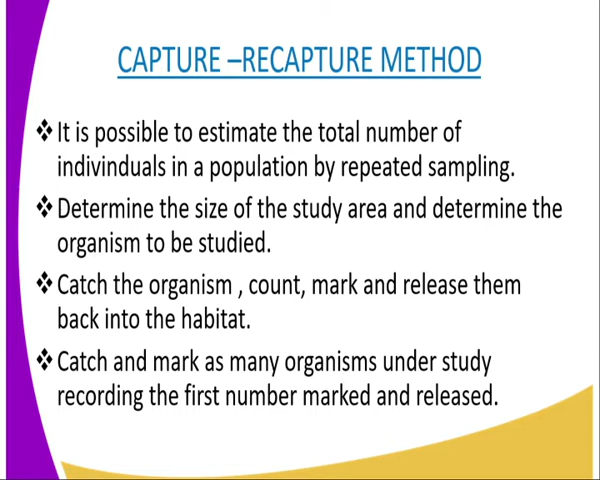 CAPTURE –RECAPTURE METHOD
❖It is possible to estimate the total number of
indivinduals in a population by repeated sampling.
❖Determine the size of the study area and determine the
organism to be studied.
❖Catch the organism , count, mark and release them
back into the habitat.
❖Catch and mark as many organisms under study
recording the first number marked and released.